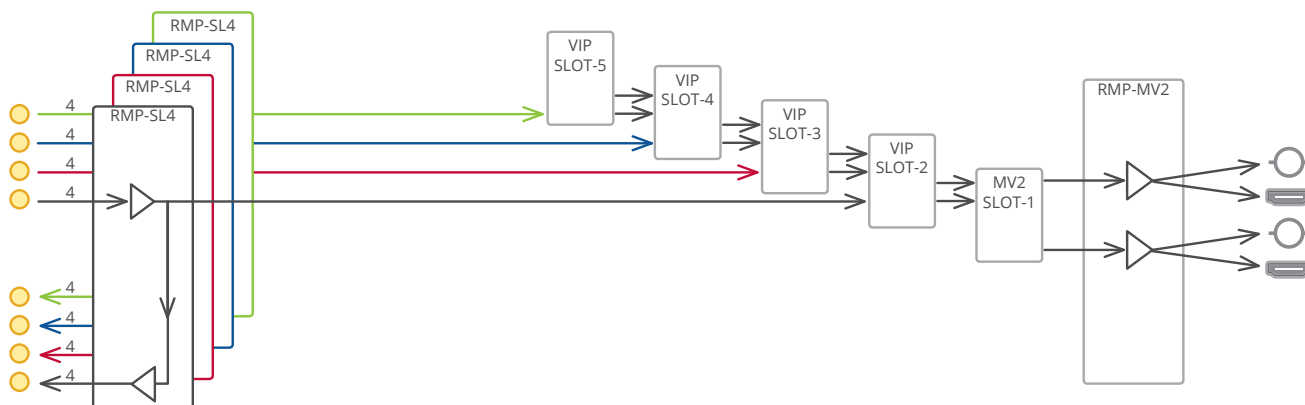 RMP-SL4
RMP-SL4
RMP-SL4
RMP-SL4
4
4
4
4
4
4
4
4
VIP
SLOT-5
VIP
SLOT-4
VIP
SLOT-3
VIP
SLOT-2
MV2
SLOT-1
RMP-MV2